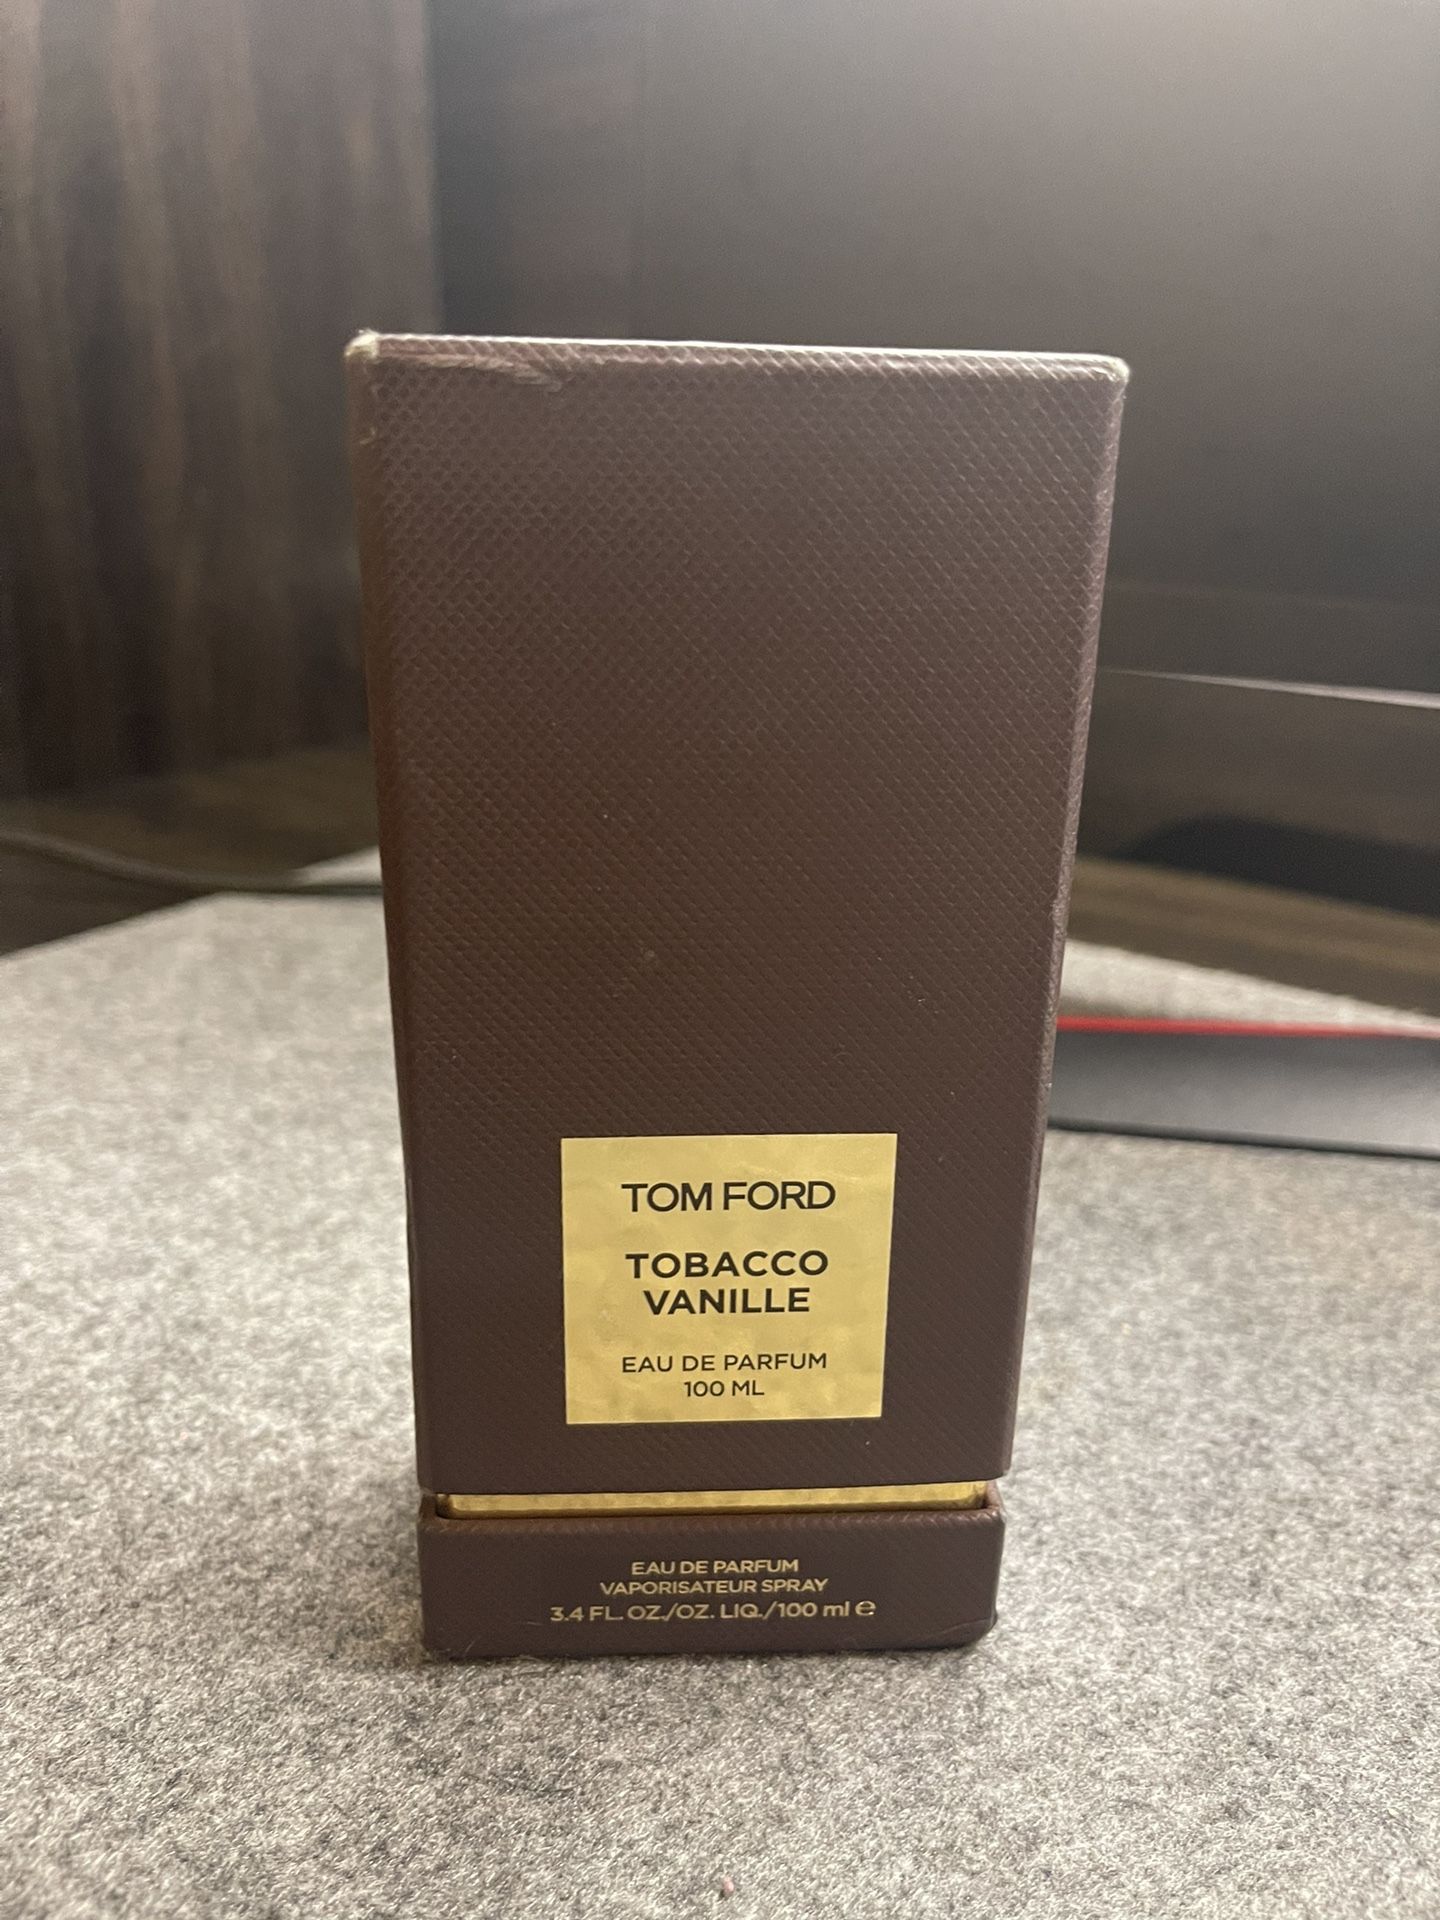 TOM FORD
TOBACCO
VANILLE
EAU DE PARFUM
100 ML
EAU DE PARFUM
VAPORISATEUR SPRAY
3.4 FL. OZ./OZ. LIQ./100 ml ℮